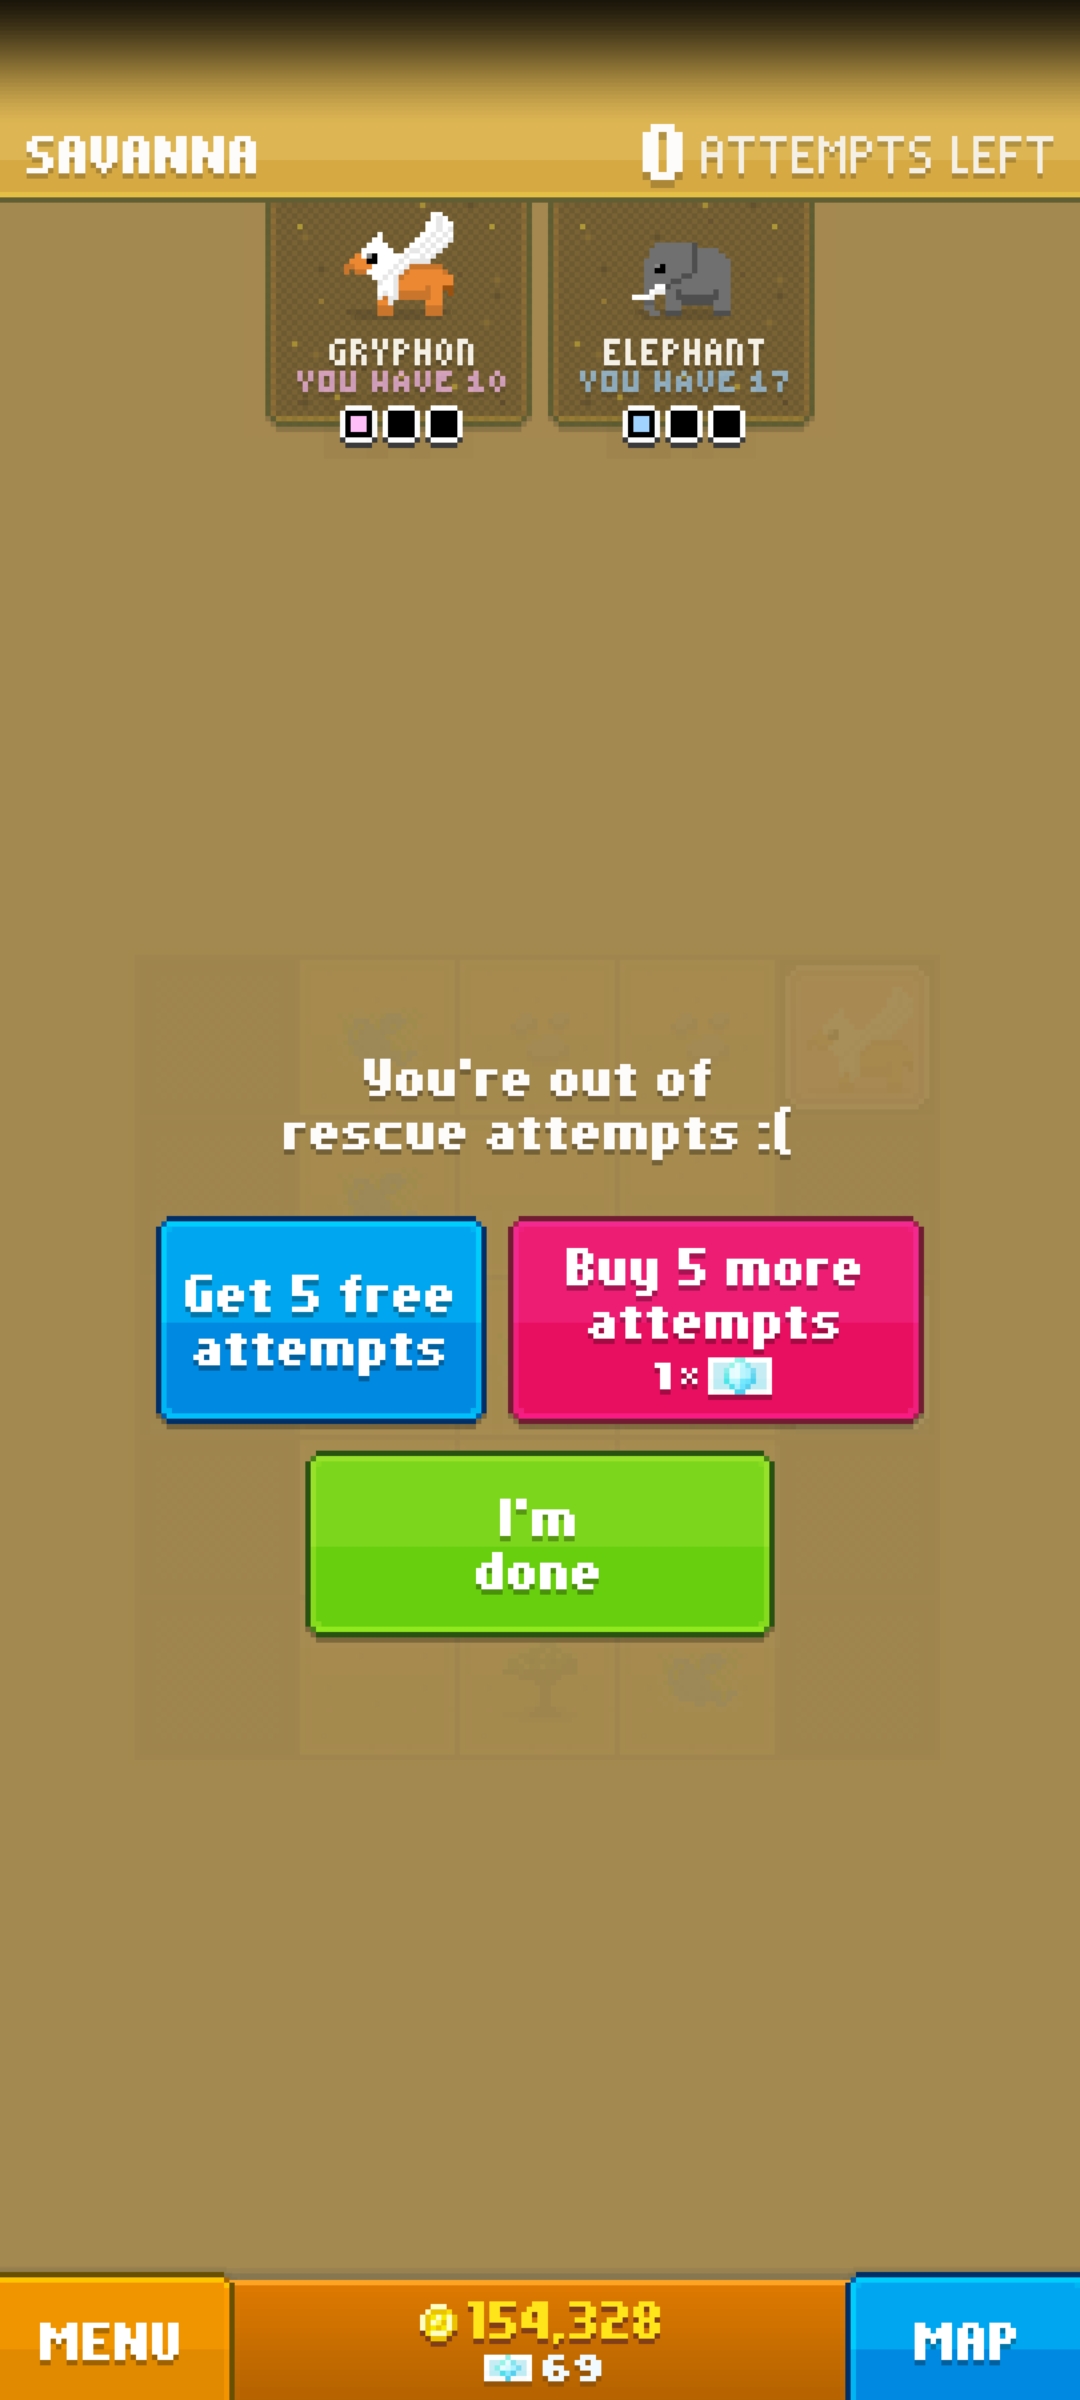 SAVANNA
0 ATTEMPTS LEFT
GRYPHON
YOU HAVE 10
ELEPHANT
YOU HAVE 17
You're out of
rescue attempts :(
Get 5 free
attempts
Buy 5 more
attempts
1×
I'm
done
MENU
154,328
69
MAP